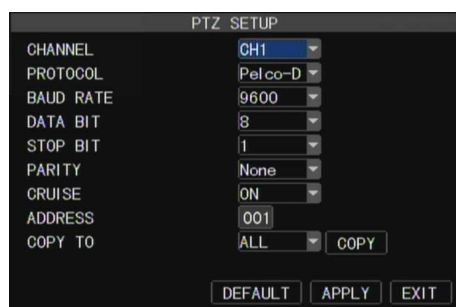 PTZ SETUP
CHANNEL CH1
PROTOCOL Pelco-D
BAUD RATE 9600
DATA BIT 8
STOP BIT 1
PARITY None
CRUISE ON
ADDRESS 001
COPY TO ALL COPY
DEFAULT APPLY EXIT